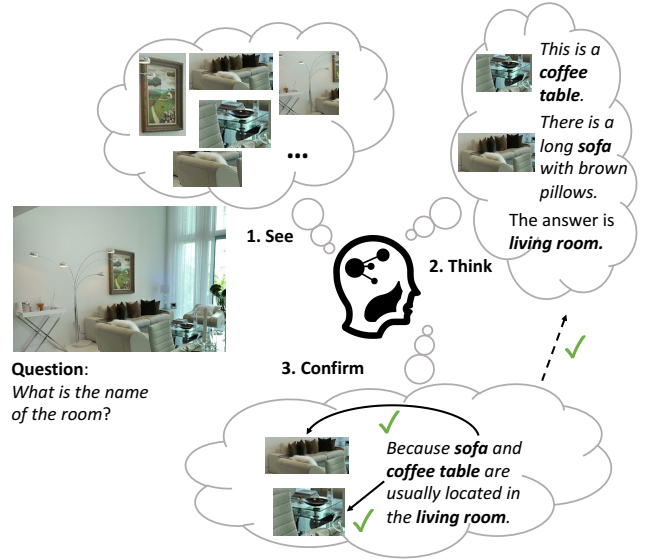 This is a
coffee
table.
There is a
long sofa
with brown
pillows.
The answer is
living room.
...
1. See
2. Think
3. Confirm
Question:
What is the name
of the room?
Because sofa and
coffee table are
usually located in
the living room.